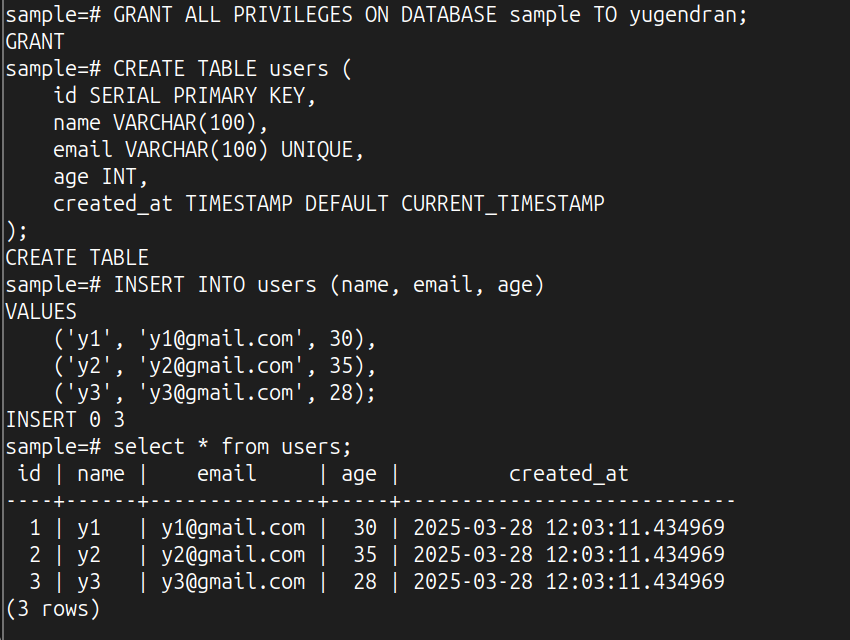 sample=# GRANT ALL PRIVILEGES ON DATABASE sample TO yugendran;
GRANT
sample=# CREATE TABLE users (
    id SERIAL PRIMARY KEY,
    name VARCHAR(100),
    email VARCHAR(100) UNIQUE,
    age INT,
    created_at TIMESTAMP DEFAULT CURRENT_TIMESTAMP
);
CREATE TABLE
sample=# INSERT INTO users (name, email, age)
VALUES
    ('y1', 'y1@gmail.com', 30),
    ('y2', 'y2@gmail.com', 35),
    ('y3', 'y3@gmail.com', 28);
INSERT 0 3
sample=# select * from users;
 id | name |    email     | age |         created_at
----+------+--------------+-----+----------------------------
  1 | y1   | y1@gmail.com |  30 | 2025-03-28 12:03:11.434969
  2 | y2   | y2@gmail.com |  35 | 2025-03-28 12:03:11.434969
  3 | y3   | y3@gmail.com |  28 | 2025-03-28 12:03:11.434969
(3 rows)